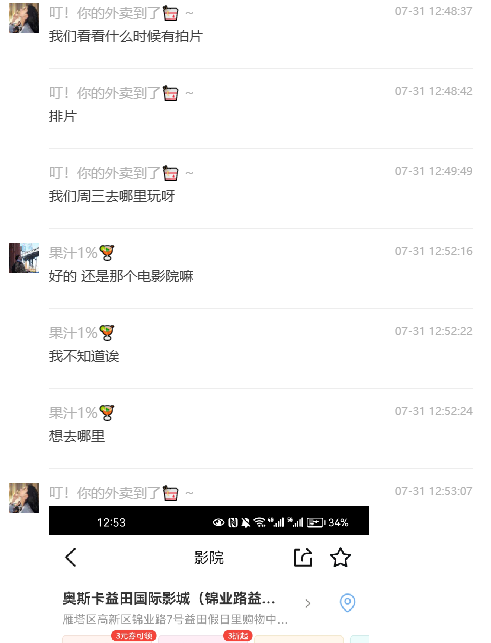 叮！你的外卖到了 ~ 07-31 12:48:37
我们看看什么时候有拍片
叮！你的外卖到了 ~ 07-31 12:48:42
排片
叮！你的外卖到了 ~ 07-31 12:49:49
我们周三去哪里玩呀
果汁1% 07-31 12:52:16
好的 还是那个电影院嘛
果汁1% 07-31 12:52:22
我不知道诶
果汁1% 07-31 12:52:24
想去哪里
叮！你的外卖到了 ~ 07-31 12:53:07
12:53 34%
影院
奥斯卡益田国际影城（锦业路益...
雁塔区高新区锦业路7号益田假日里购物中...
3元券可领